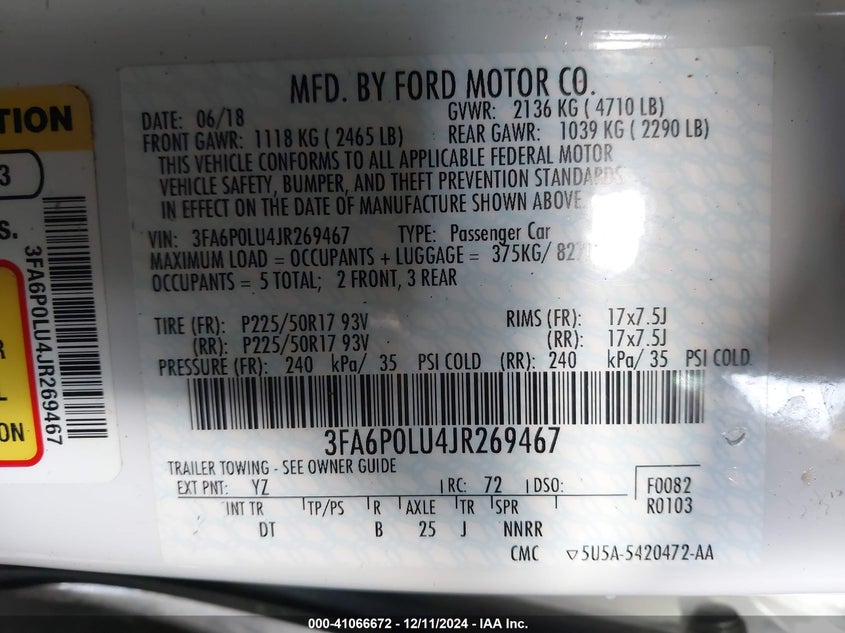 MFD. BY FORD MOTOR CO.
DATE: 06/18 GVWR: 2136 KG ( 4710 LB)
FRONT GAWR: 1118 KG ( 2465 LB) REAR GAWR: 1039 KG ( 2290 LB)
THIS VEHICLE CONFORMS TO ALL APPLICABLE FEDERAL MOTOR
VEHICLE SAFETY, BUMPER, AND THEFT PREVENTION STANDARDS
IN EFFECT ON THE DATE OF MANUFACTURE SHOWN ABOVE.
VIN: 3FA6P0LU4JR269467 TYPE: Passenger Car
MAXIMUM LOAD = OCCUPANTS + LUGGAGE = 375KG/
OCCUPANTS = 5 TOTAL; 2 FRONT, 3 REAR
TIRE (FR): P225/50R17 93V RIMS (FR): 17x7.5J
(RR): P225/50R17 93V (RR): 17x7.5J
PRESSURE (FR): 240 kPa/ 35 PSI COLD (RR): 240 kPa/ 35 PSI COLD
3FA6P0LU4JR269467
TRAILER TOWING - SEE OWNER GUIDE
EXT PNT: YZ RC: 72 DSO: F0082
INT TR TP/PS R AXLE TR SPR R0103
DT B 25 J NNRR
CMC ▽5U5A-5420472-AA
TION
3
S.
3FA6P0LU4JR269467
R
L
ON
000-41066672 - 12/11/2024 - IAA Inc.